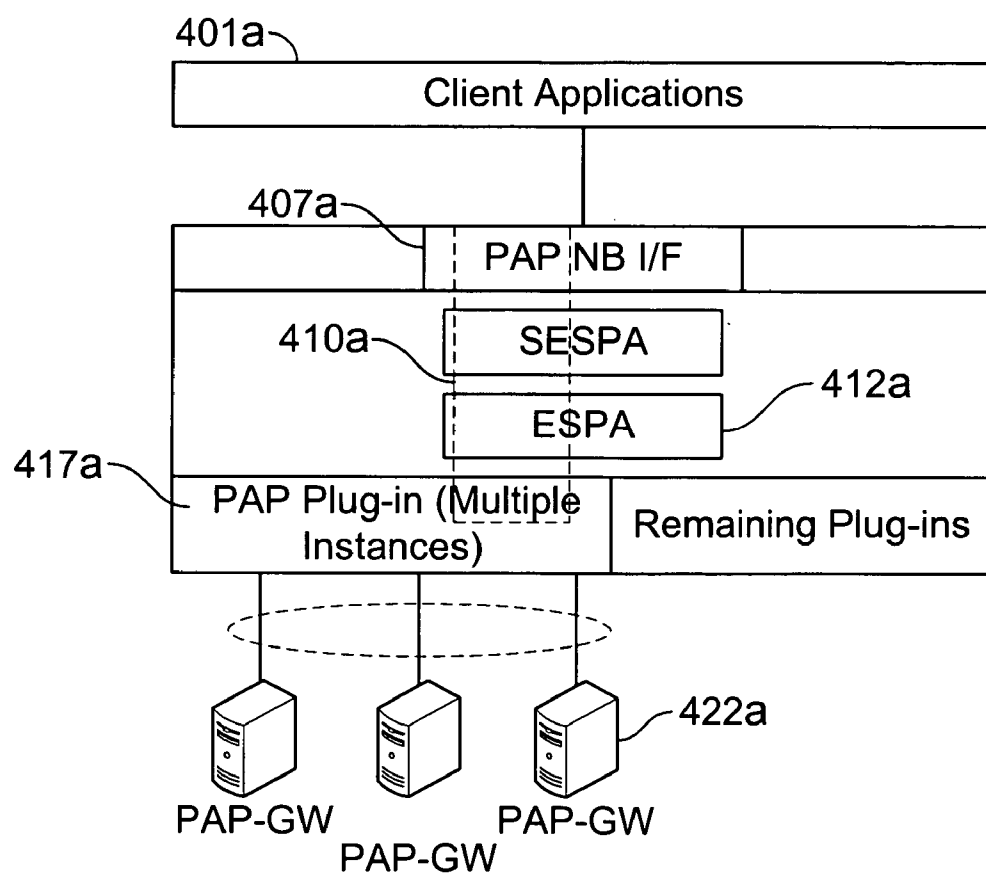 401a
Client Applications
407a
PAP NB I/F
410a
SESPA
412a
ESPA
417a
PAP Plug-in (Multiple
Instances)
Remaining Plug-ins
422a
PAP-GW
PAP-GW
PAP-GW